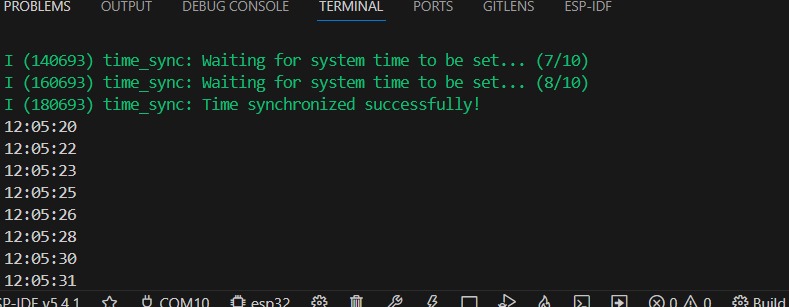 PROBLEMS OUTPUT DEBUG CONSOLE TERMINAL PORTS GITLENS ESP-IDF
I (140693) time_sync: Waiting for system time to be set... (7/10)
I (160693) time_sync: Waiting for system time to be set... (8/10)
I (180693) time_sync: Time synchronized successfully!
12:05:20
12:05:22
12:05:23
12:05:25
12:05:26
12:05:28
12:05:30
12:05:31
SP-IDF v5.4.1 COM10 esp32 0 0 Build